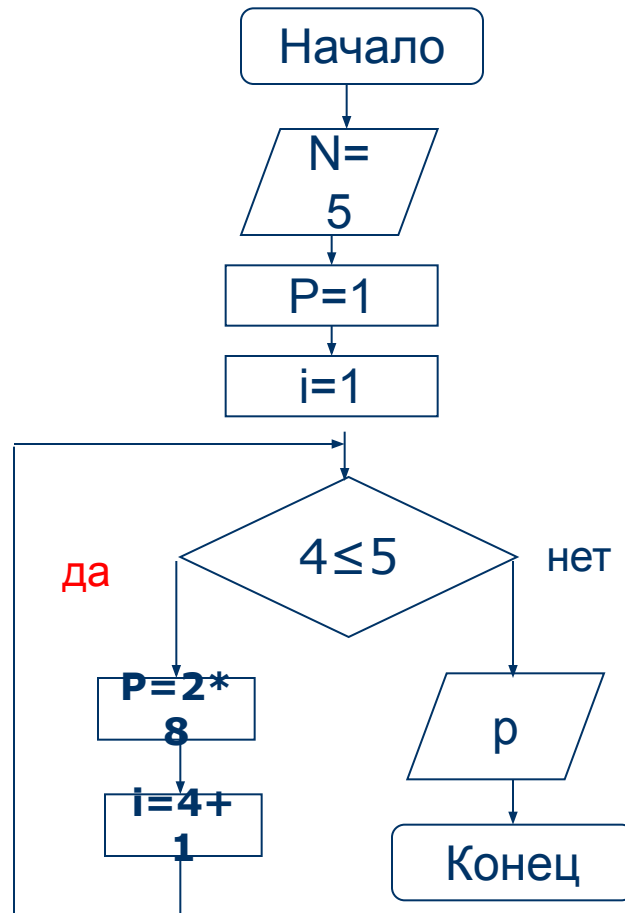 Начало
N=
5
P=1
i=1
4≤5
да
нет
P=2*
8
p
i=4+
1
Конец